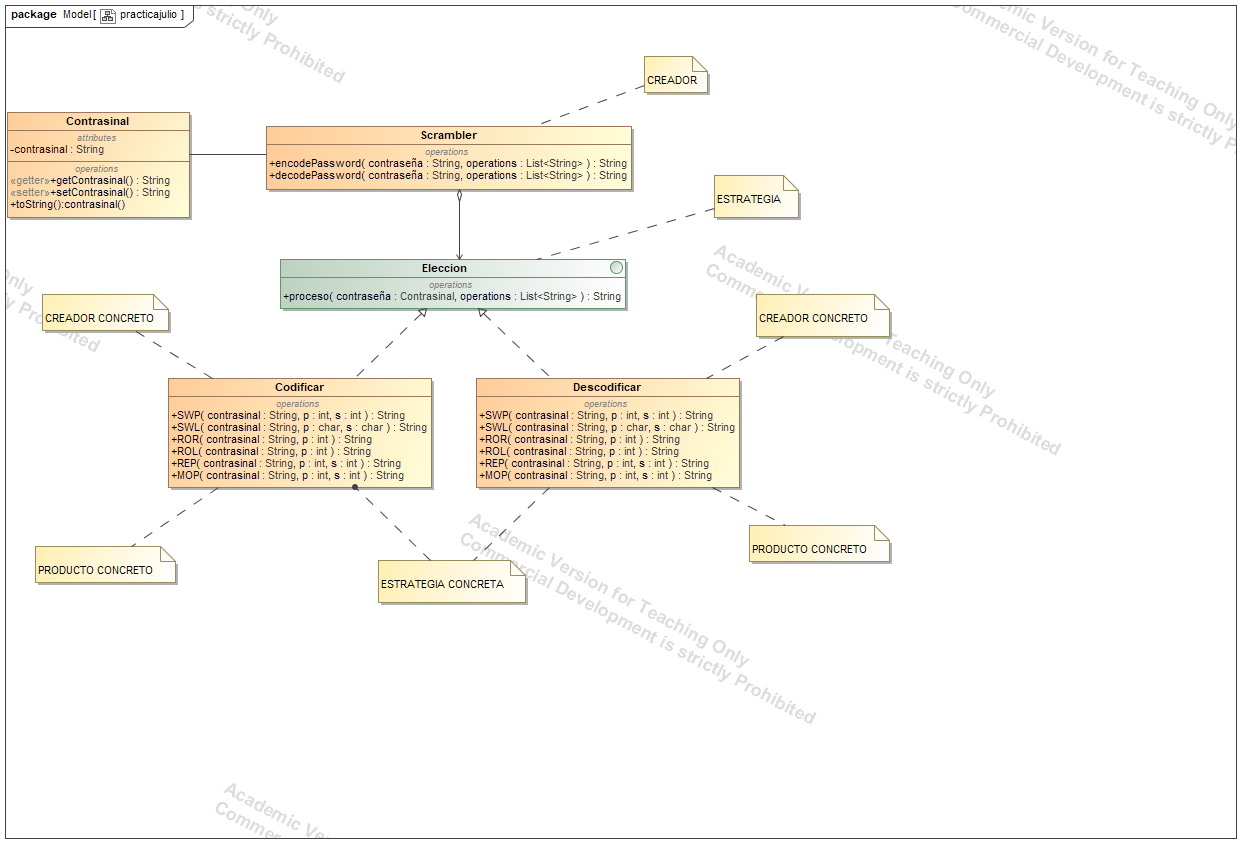 package Model[ practicajulio ]
CREADOR
Contrasinal
attributes
-contrasinal : String
operations
«getter»+getContrasinal() : String
«setter»+setContrasinal() : String
+toString():contrasinal()
Scrambler
operations
+encodePassword( contraseña : String, operations : List<String> ) : String
+decodePassword( contraseña : String, operations : List<String> ) : String
ESTRATEGIA
Eleccion
operations
+proceso( contraseña : Contrasinal, operations : List<String> ) : String
CREADOR CONCRETO
CREADOR CONCRETO
Codificar
operations
+SWP( contrasinal : String, p : int, s : int ) : String
+SWL( contrasinal : String, p : char, s : char ) : String
+ROR( contrasinal : String, p : int ) : String
+ROL( contrasinal : String, p : int ) : String
+REP( contrasinal : String, p : int, s : int ) : String
+MOP( contrasinal : String, p : int, s : int ) : String
Descodificar
operations
+SWP( contrasinal : String, p : int, s : int ) : String
+SWL( contrasinal : String, p : char, s : char ) : String
+ROR( contrasinal : String, p : int ) : String
+ROL( contrasinal : String, p : int ) : String
+REP( contrasinal : String, p : int, s : int ) : String
+MOP( contrasinal : String, p : int, s : int ) : String
PRODUCTO CONCRETO
ESTRATEGIA CONCRETA
PRODUCTO CONCRETO
Only
s strictly Prohibited
mic Version for Teaching Only
ommercial Development is strictly P
Only
y Prohibited
Academic V Teaching Only
Comme lopment is strictly Prohibited
Academic Version for Teaching Only
Commercial Development is strictly Prohibited
Academic Ve
Commer